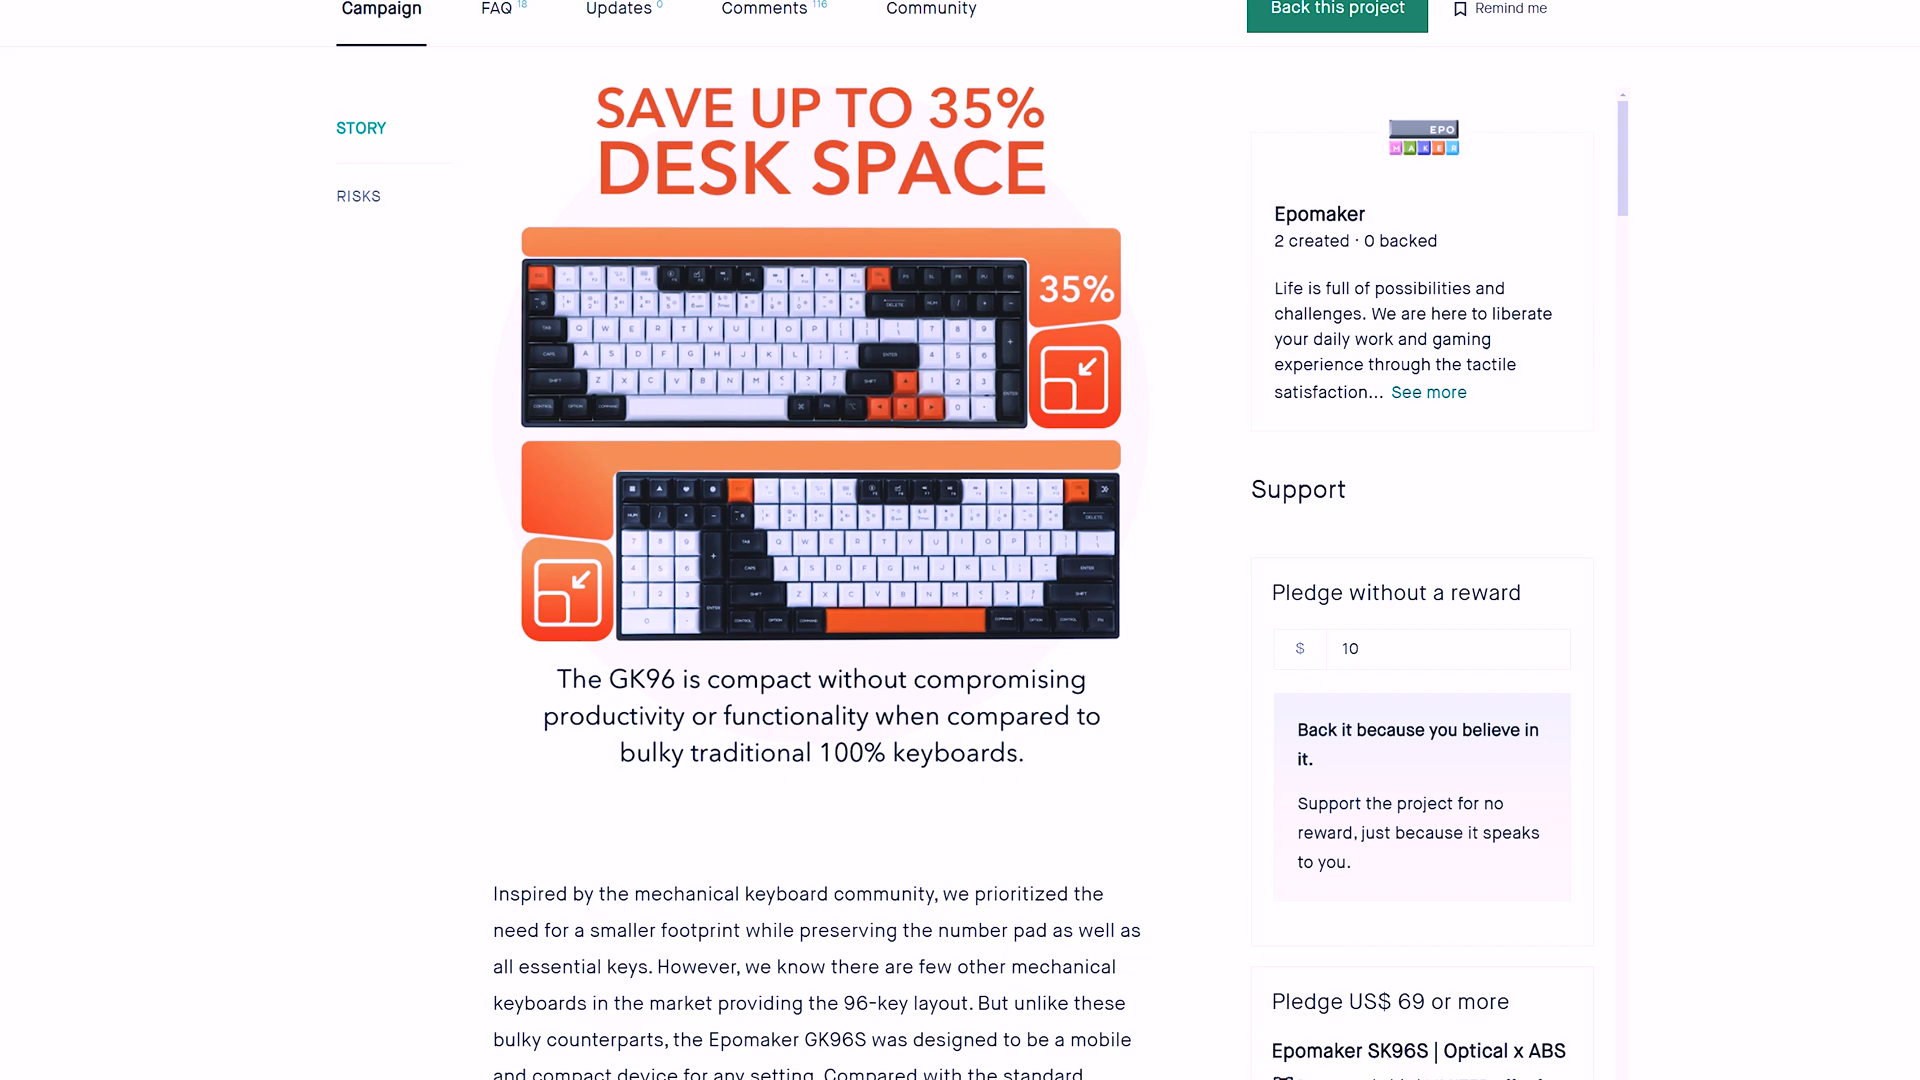 Campaign
FAQ 18
Updates 0
Comments 116
Community
Back this project
Remind me
STORY
RISKS
SAVE UP TO 35%
DESK SPACE
35%
The GK96 is compact without compromising
productivity or functionality when compared to
bulky traditional 100% keyboards.
Inspired by the mechanical keyboard community, we prioritized the
need for a smaller footprint while preserving the number pad as well as
all essential keys. However, we know there are few other mechanical
keyboards in the market providing the 96-key layout. But unlike these
bulky counterparts, the Epomaker GK96S was designed to be a mobile
and compact device for any setting. Compared with the standard
EPO
MAKER
Epomaker
2 created · 0 backed
Life is full of possibilities and
challenges. We are here to liberate
your daily work and gaming
experience through the tactile
satisfaction... See more
Support
Pledge without a reward
$ 10
Back it because you believe in
it.
Support the project for no
reward, just because it speaks
to you.
Pledge US$ 69 or more
Epomaker SK96S | Optical x ABS